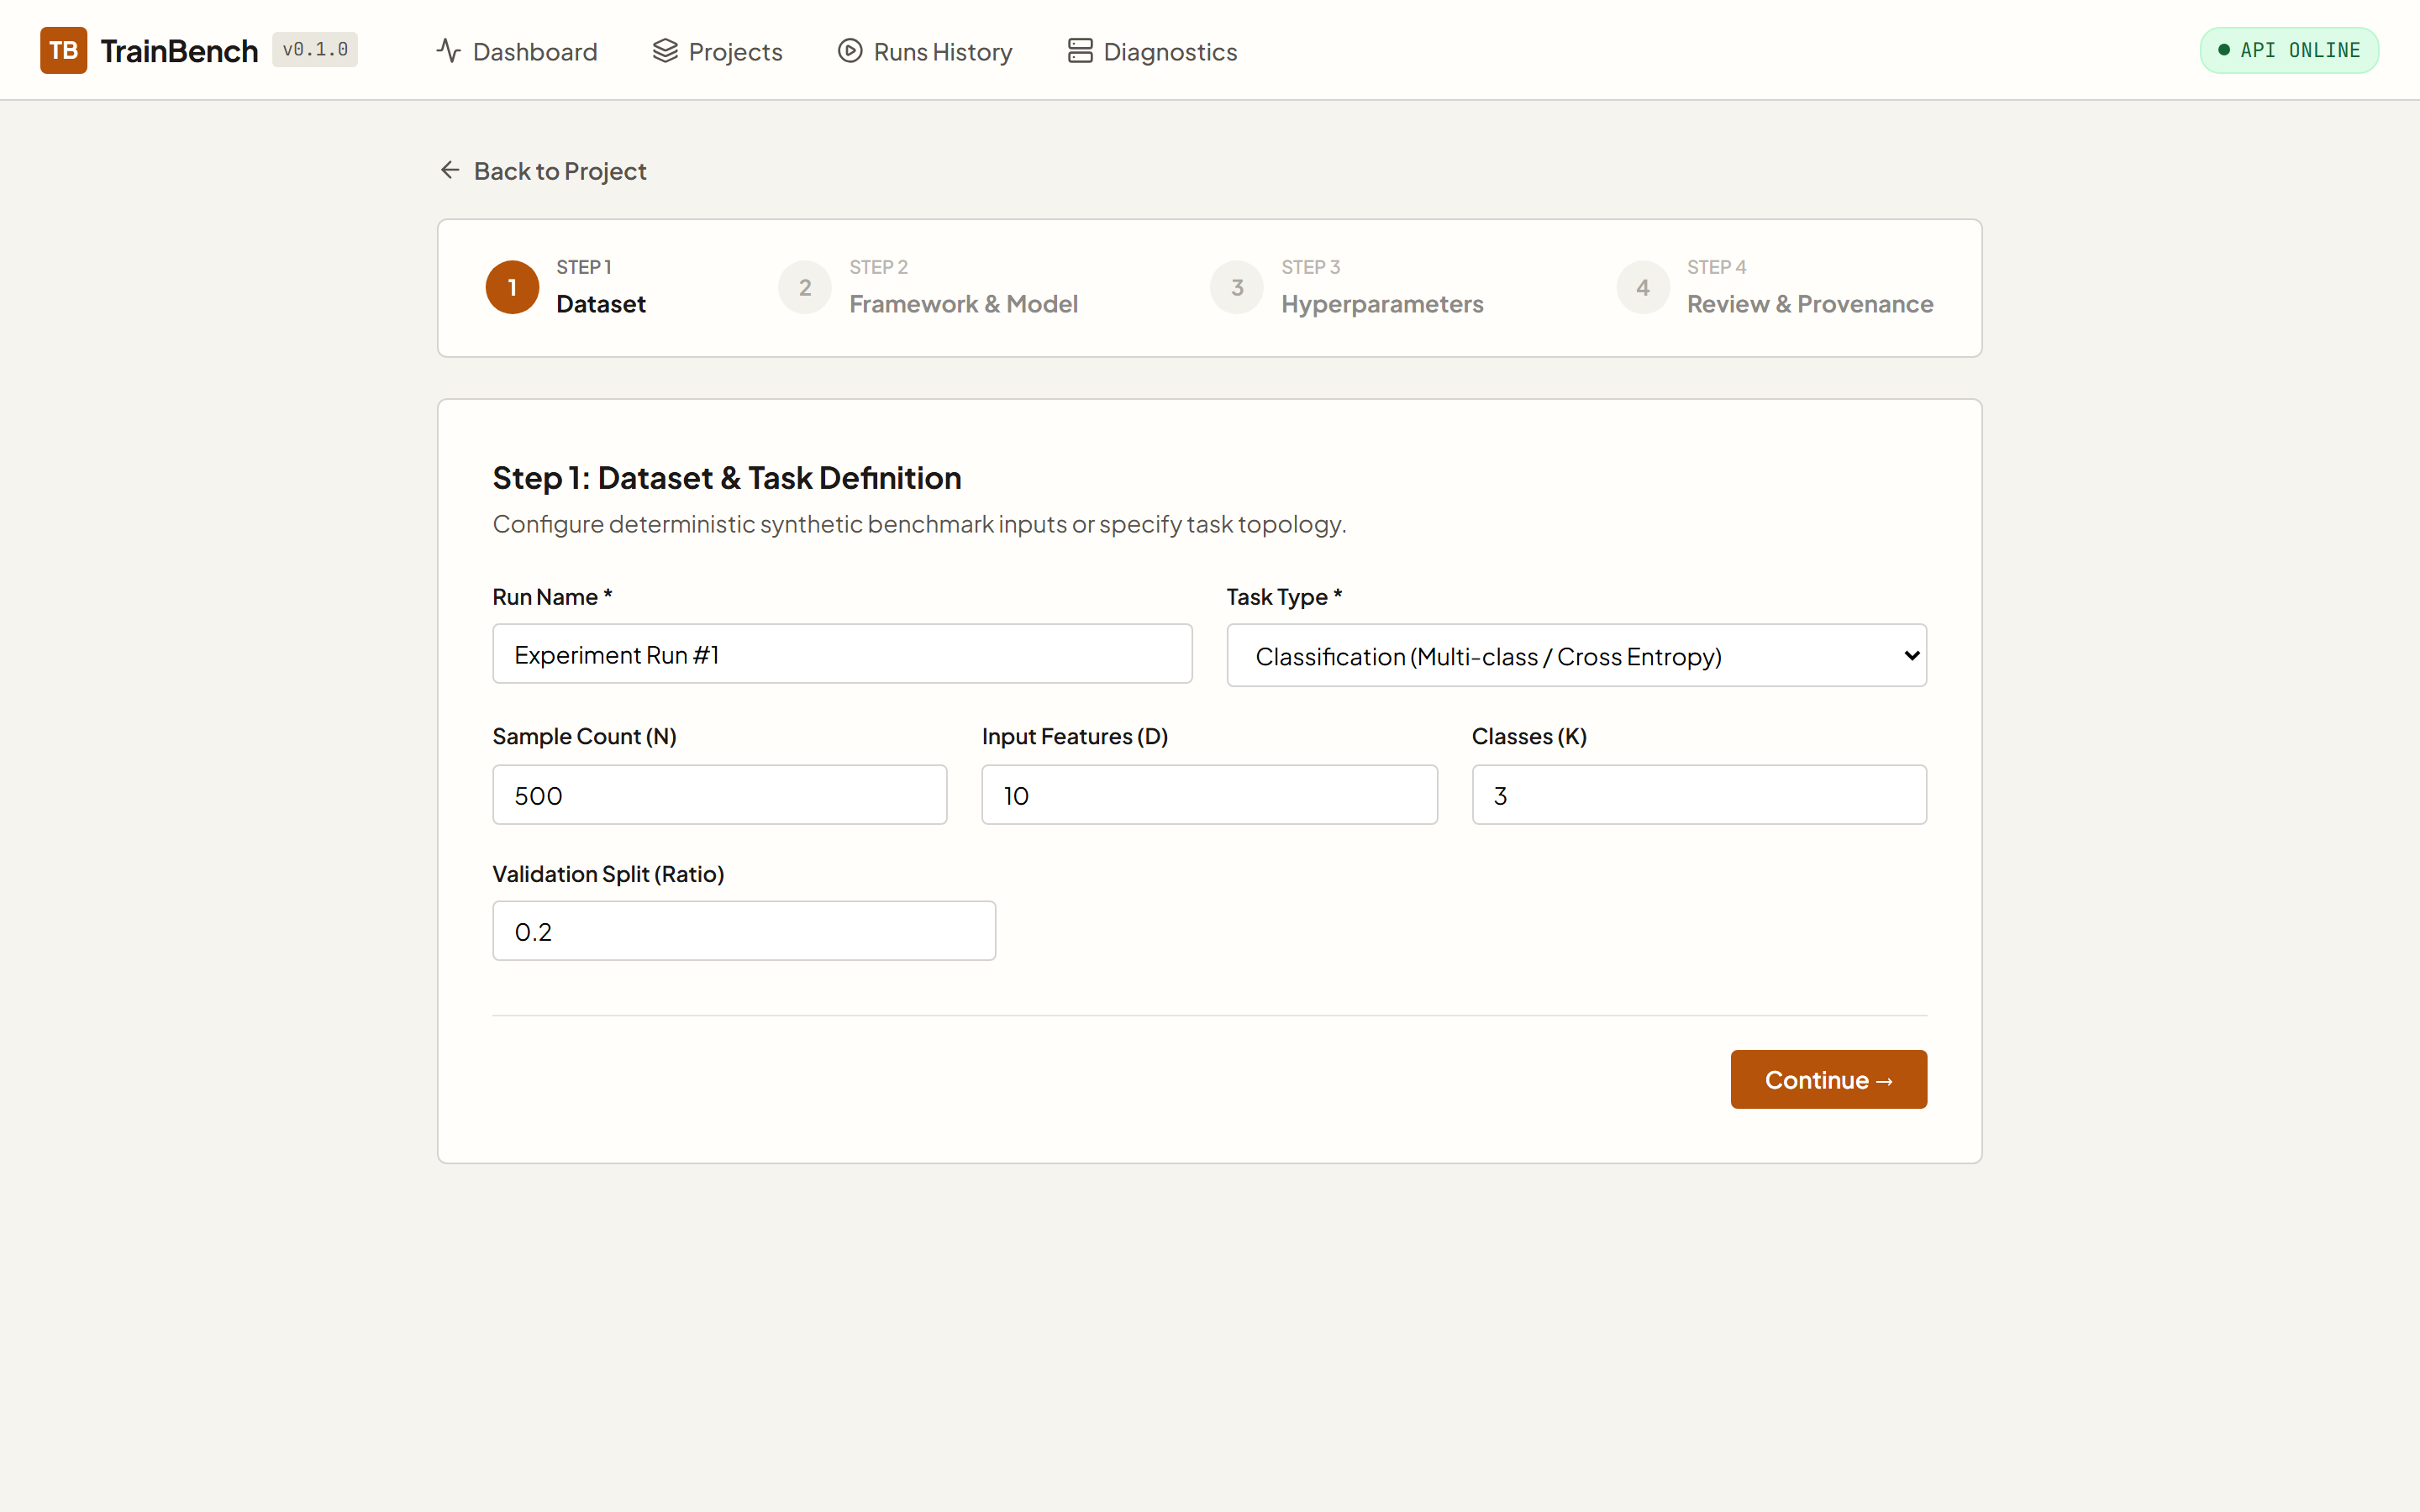 TB TrainBench v0.1.0 Dashboard Projects Runs History Diagnostics API ONLINE
← Back to Project
1 STEP 1 Dataset
2 STEP 2 Framework & Model
3 STEP 3 Hyperparameters
4 STEP 4 Review & Provenance
Step 1: Dataset & Task Definition
Configure deterministic synthetic benchmark inputs or specify task topology.
Run Name *
Experiment Run #1
Task Type *
Classification (Multi-class / Cross Entropy)
Sample Count (N)
500
Input Features (D)
10
Classes (K)
3
Validation Split (Ratio)
0.2
Continue →